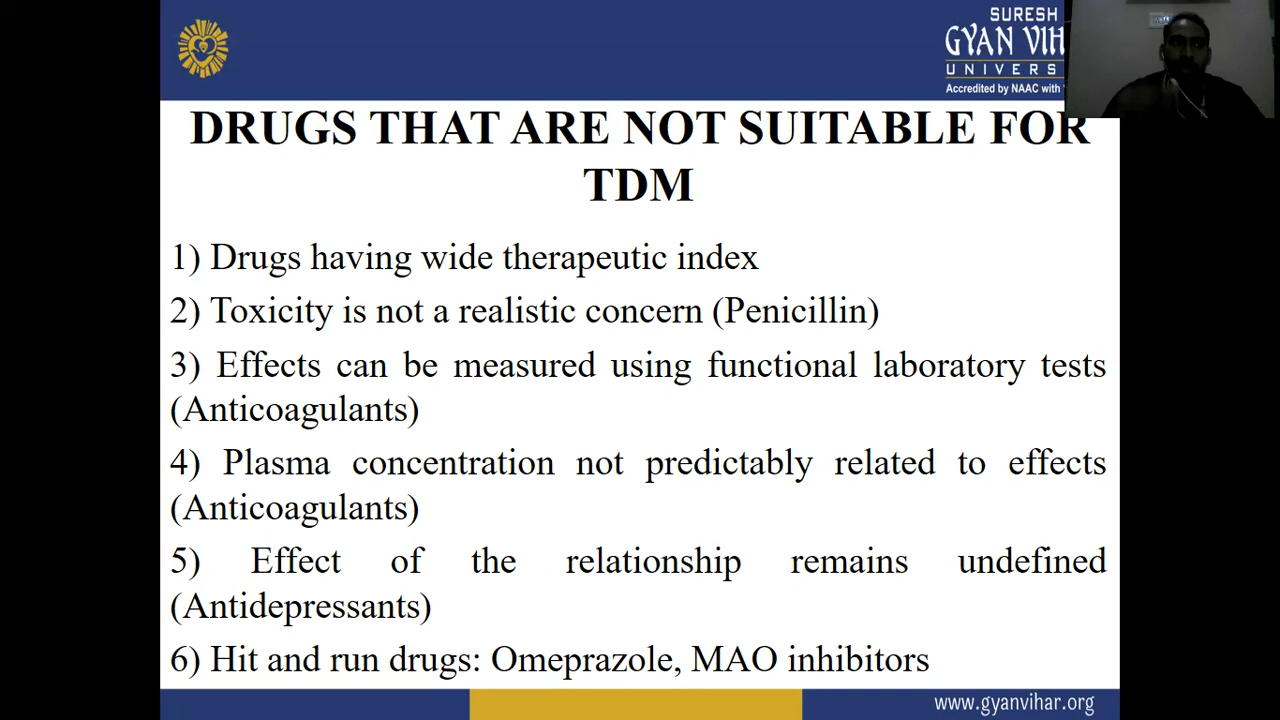 SURESH
GYAN VIH
UNIVERS
Accredited by NAAC with
DRUGS THAT ARE NOT SUITABLE FOR
TDM
1) Drugs having wide therapeutic index
2) Toxicity is not a realistic concern (Penicillin)
3) Effects can be measured using functional laboratory tests
(Anticoagulants)
4) Plasma concentration not predictably related to effects
(Anticoagulants)
5) Effect of the relationship remains undefined
(Antidepressants)
6) Hit and run drugs: Omeprazole, MAO inhibitors
www.gyanvihar.org